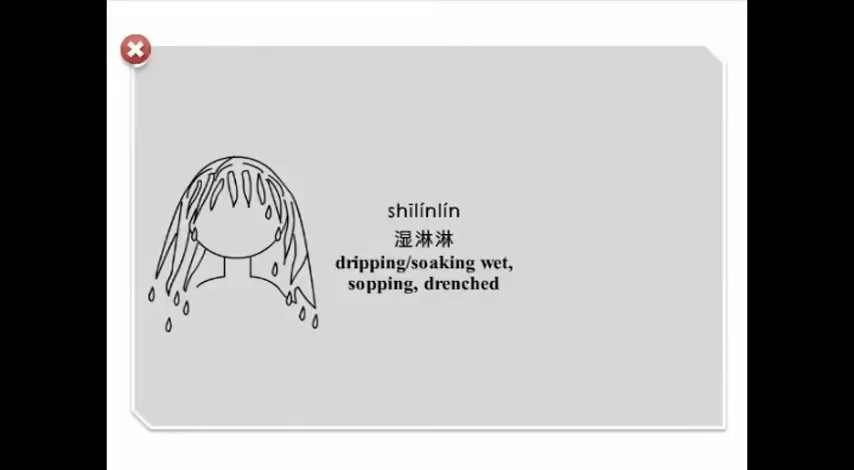 shīlínlín
湿淋淋
dripping/soaking wet,
sopping, drenched